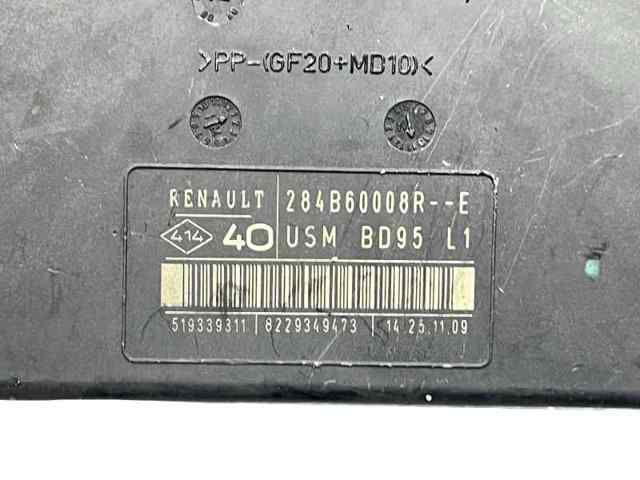 >PP-(GF20+MD10)<
RENAULT 284B60008R--E
414 40 USM BD95 L1
519339311 8229349473 14 25.11.09